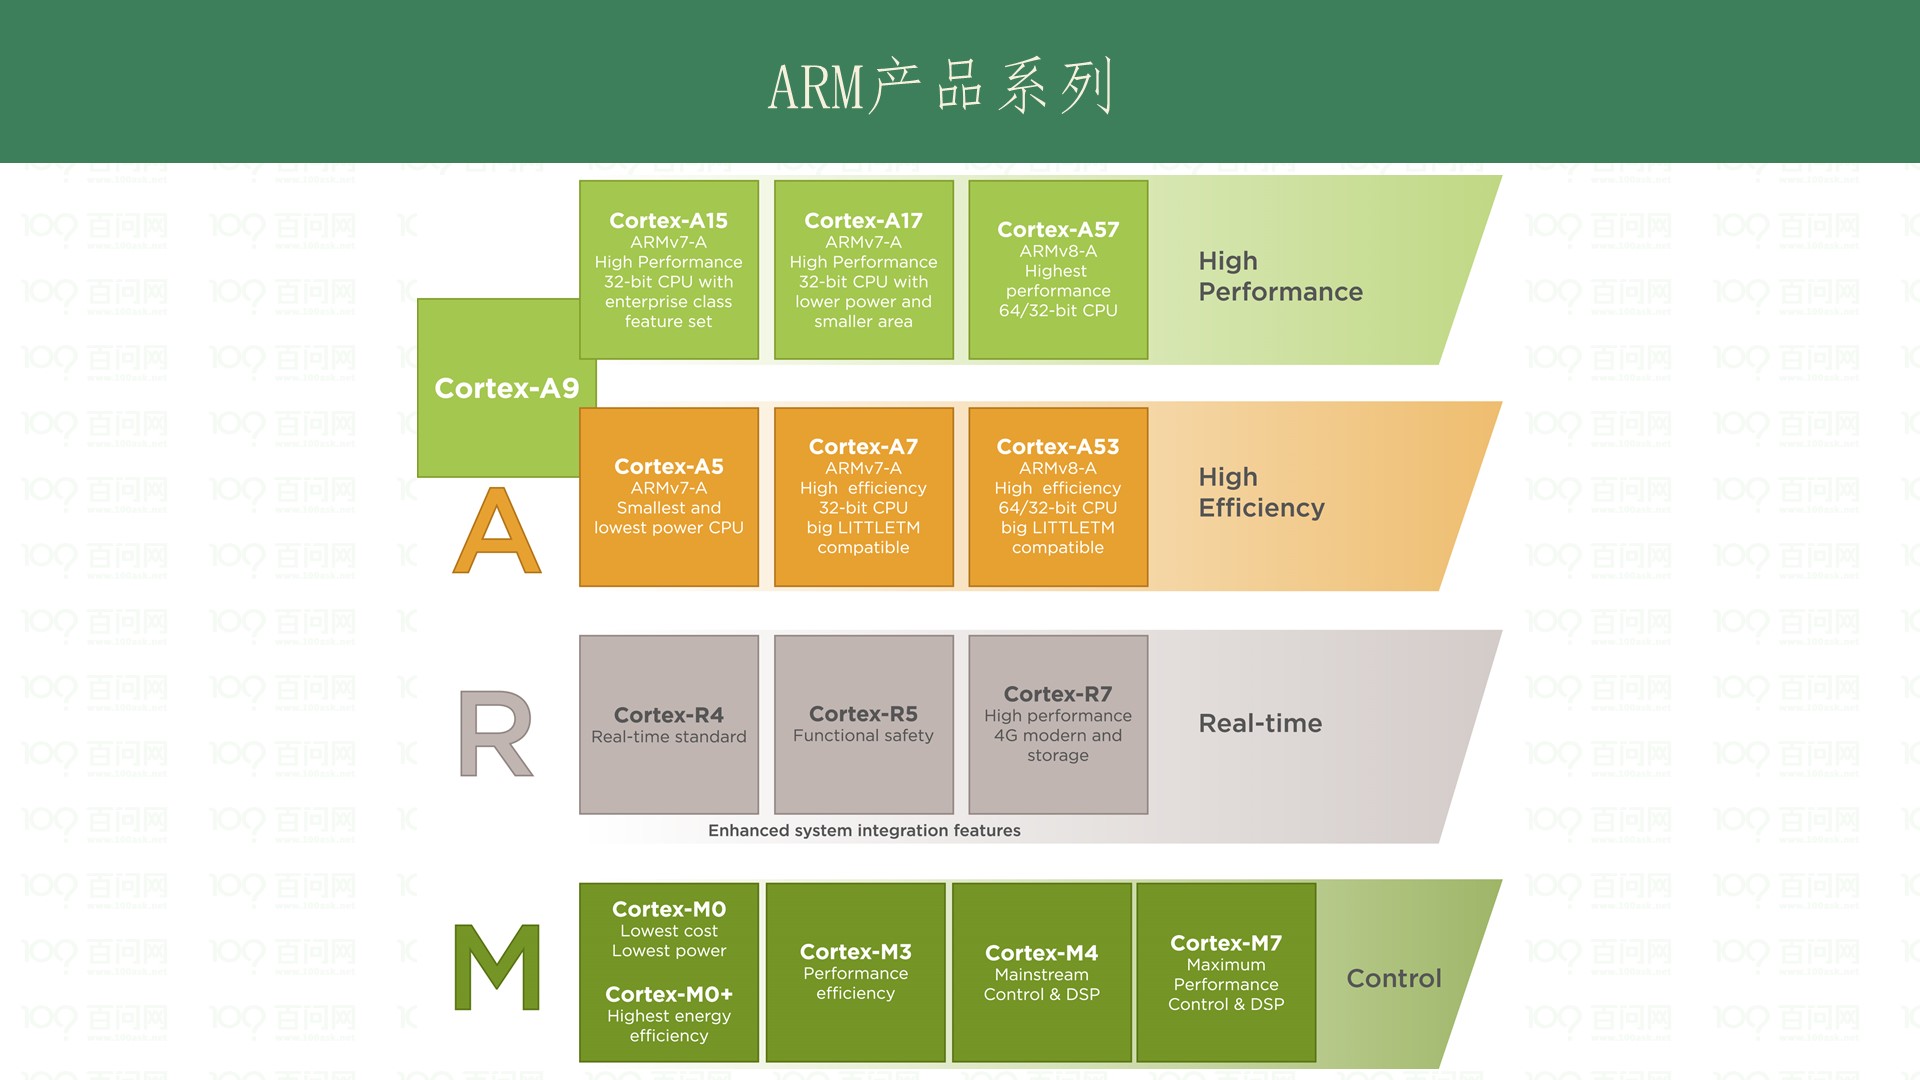 ARM产品系列
Cortex-A9
Cortex-A15
ARMv7-A
High Performance
32-bit CPU with
enterprise class
feature set
Cortex-A17
ARMv7-A
High Performance
32-bit CPU with
lower power and
smaller area
Cortex-A57
ARMv8-A
Highest
performance
64/32-bit CPU
High
Performance
A
Cortex-A5
ARMv7-A
Smallest and
lowest power CPU
Cortex-A7
ARMv7-A
High efficiency
32-bit CPU
big LITTLETM
compatible
Cortex-A53
ARMv8-A
High efficiency
64/32-bit CPU
big LITTLETM
compatible
High
Efficiency
R
Cortex-R4
Real-time standard
Cortex-R5
Functional safety
Cortex-R7
High performance
4G modern and
storage
Real-time
Enhanced system integration features
M
Cortex-M0
Lowest cost
Lowest power
Cortex-M0+
Highest energy
efficiency
Cortex-M3
Performance
efficiency
Cortex-M4
Mainstream
Control & DSP
Cortex-M7
Maximum
Performance
Control & DSP
Control
百问网
www.100ask.net